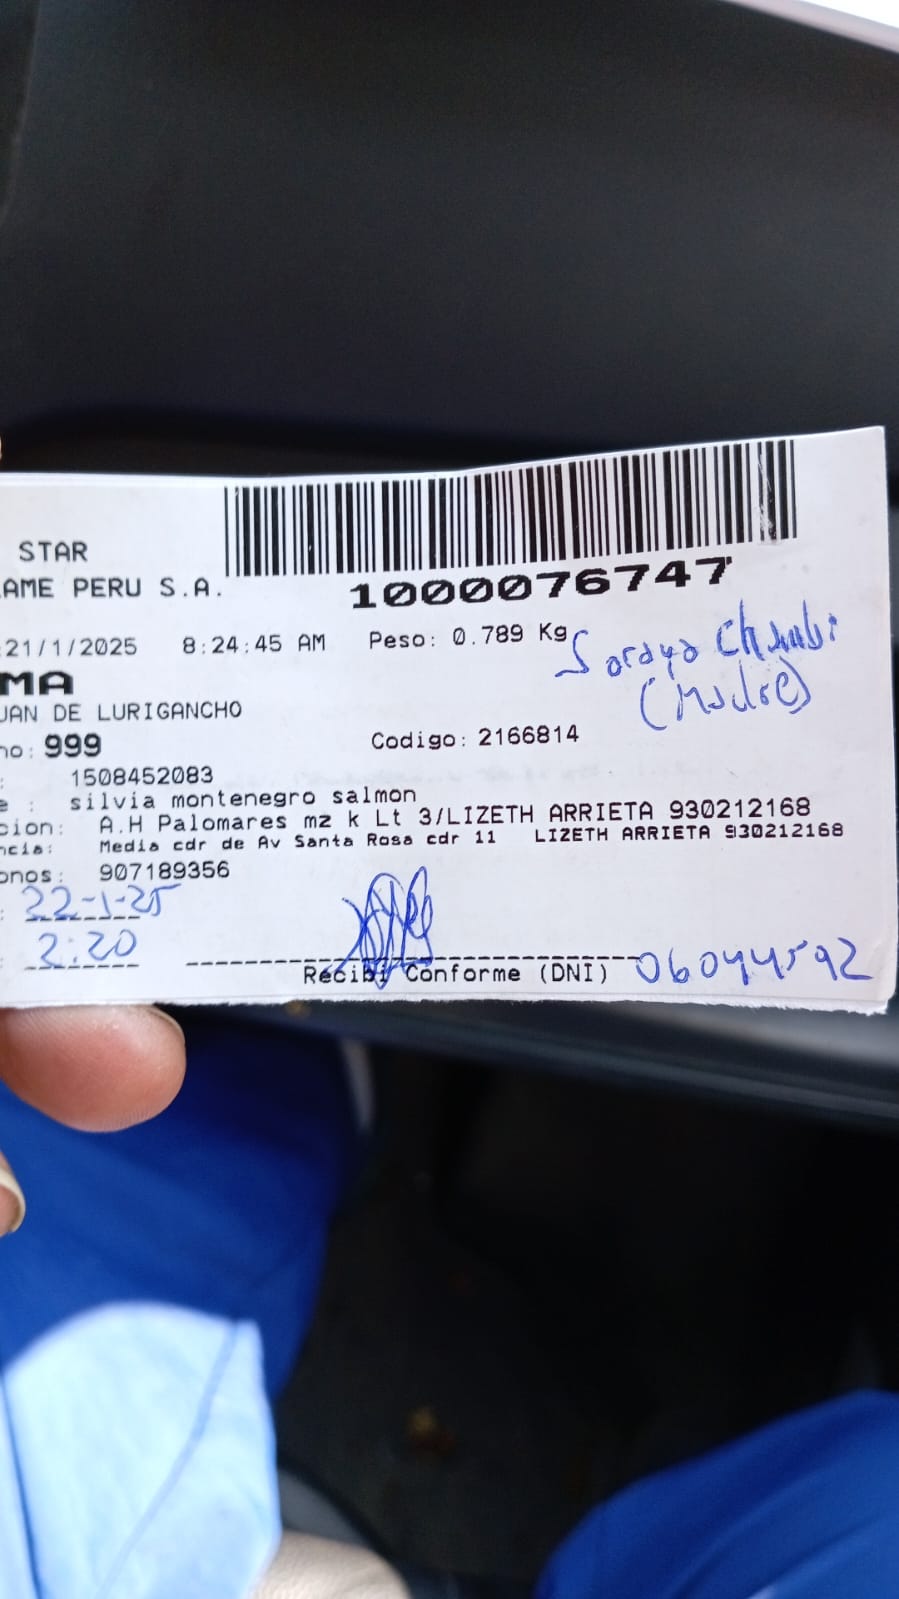 STAR
AME PERU S.A.
1000076747
:21/1/2025 8:24:45 AM Peso: 0.789 Kg
Soraya
(Madre)
MA
UAN DE LURIGANCHO
no: 999 Codigo: 2166814
: 1508452083
e : silvia montenegro salmon
cion: A.H Palomares mz k Lt 3/LIZETH ARRIETA 930212168
ncia: Media cdr de Av Santa Rosa cdr 11 LIZETH ARRIETA 930212168
onos: 907189356
: 22-1-25
: 2:20
Recibi Conforme (DNI) 06044592